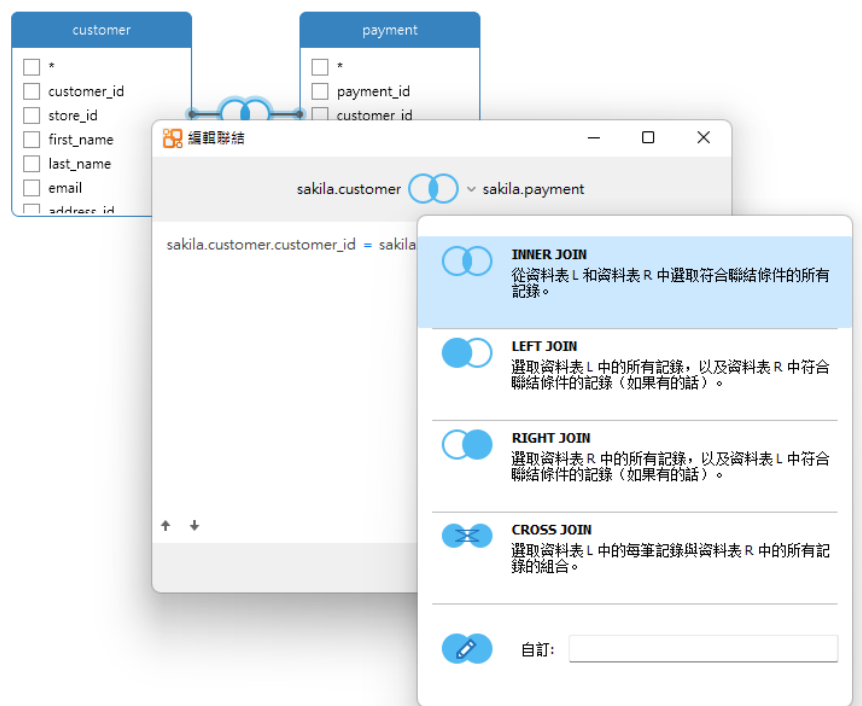 customer
payment
*
customer_id
store_id
first_name
last_name
email
address_id
*
payment_id
customer_id
編輯聯結
sakila.customer
sakila.payment
sakila.customer.customer_id = sakila
INNER JOIN
從資料表 L 和資料表 R 中選取符合聯結條件的所有
記錄。
LEFT JOIN
選取資料表 L 中的所有記錄，以及資料表 R 中符合
聯結條件的記錄（如果有的話）。
RIGHT JOIN
選取資料表 R 中的所有記錄，以及資料表 L 中符合
聯結條件的記錄（如果有的話）。
CROSS JOIN
選取資料表 L 中的每筆記錄與資料表 R 中的所有記
錄的組合。
自訂: